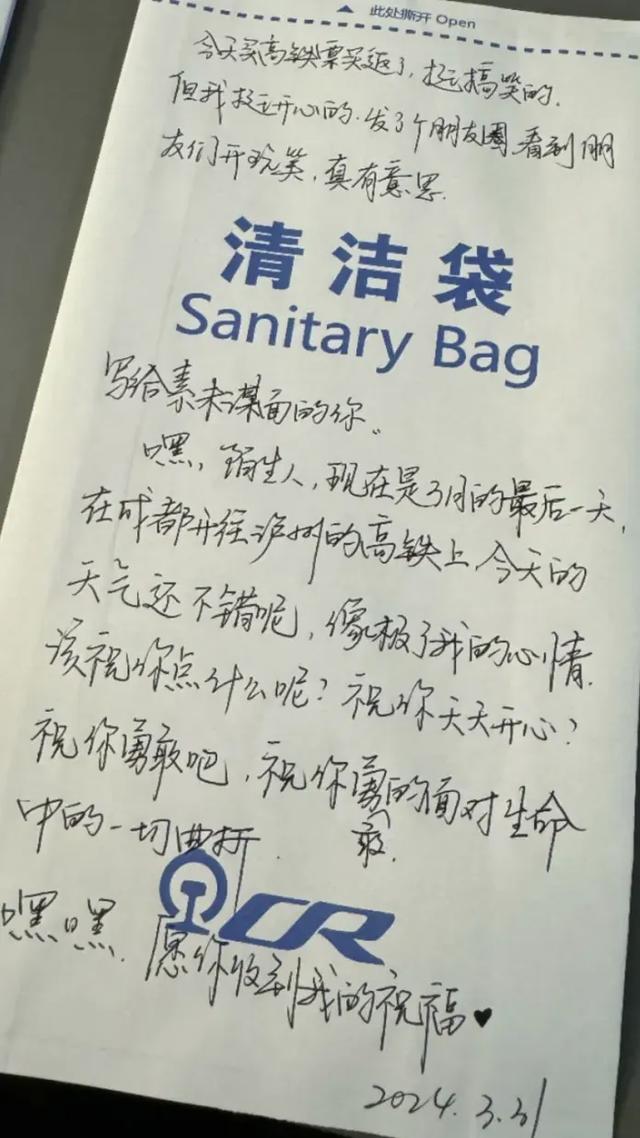 此处撕开 Open
今天买高铁票买返了，挺搞笑的.
但我挺开心的.发了个朋友圈,看到朋
友们开玩笑，真有意思.
清洁袋
Sanitary Bag
写给素未谋面的你。
嘿，陌生人，现在是3月的最后一天，
在成都开往泸州的高铁上，今天的
天气还不错呢，像极了我的心情.
该祝你点什么呢？祝你天天开心？
祝你勇敢吧，祝你勇敢的面对生命
中的一切曲折.
CR
嘿嘿. 愿你收到我的祝福♥
2024.3.31